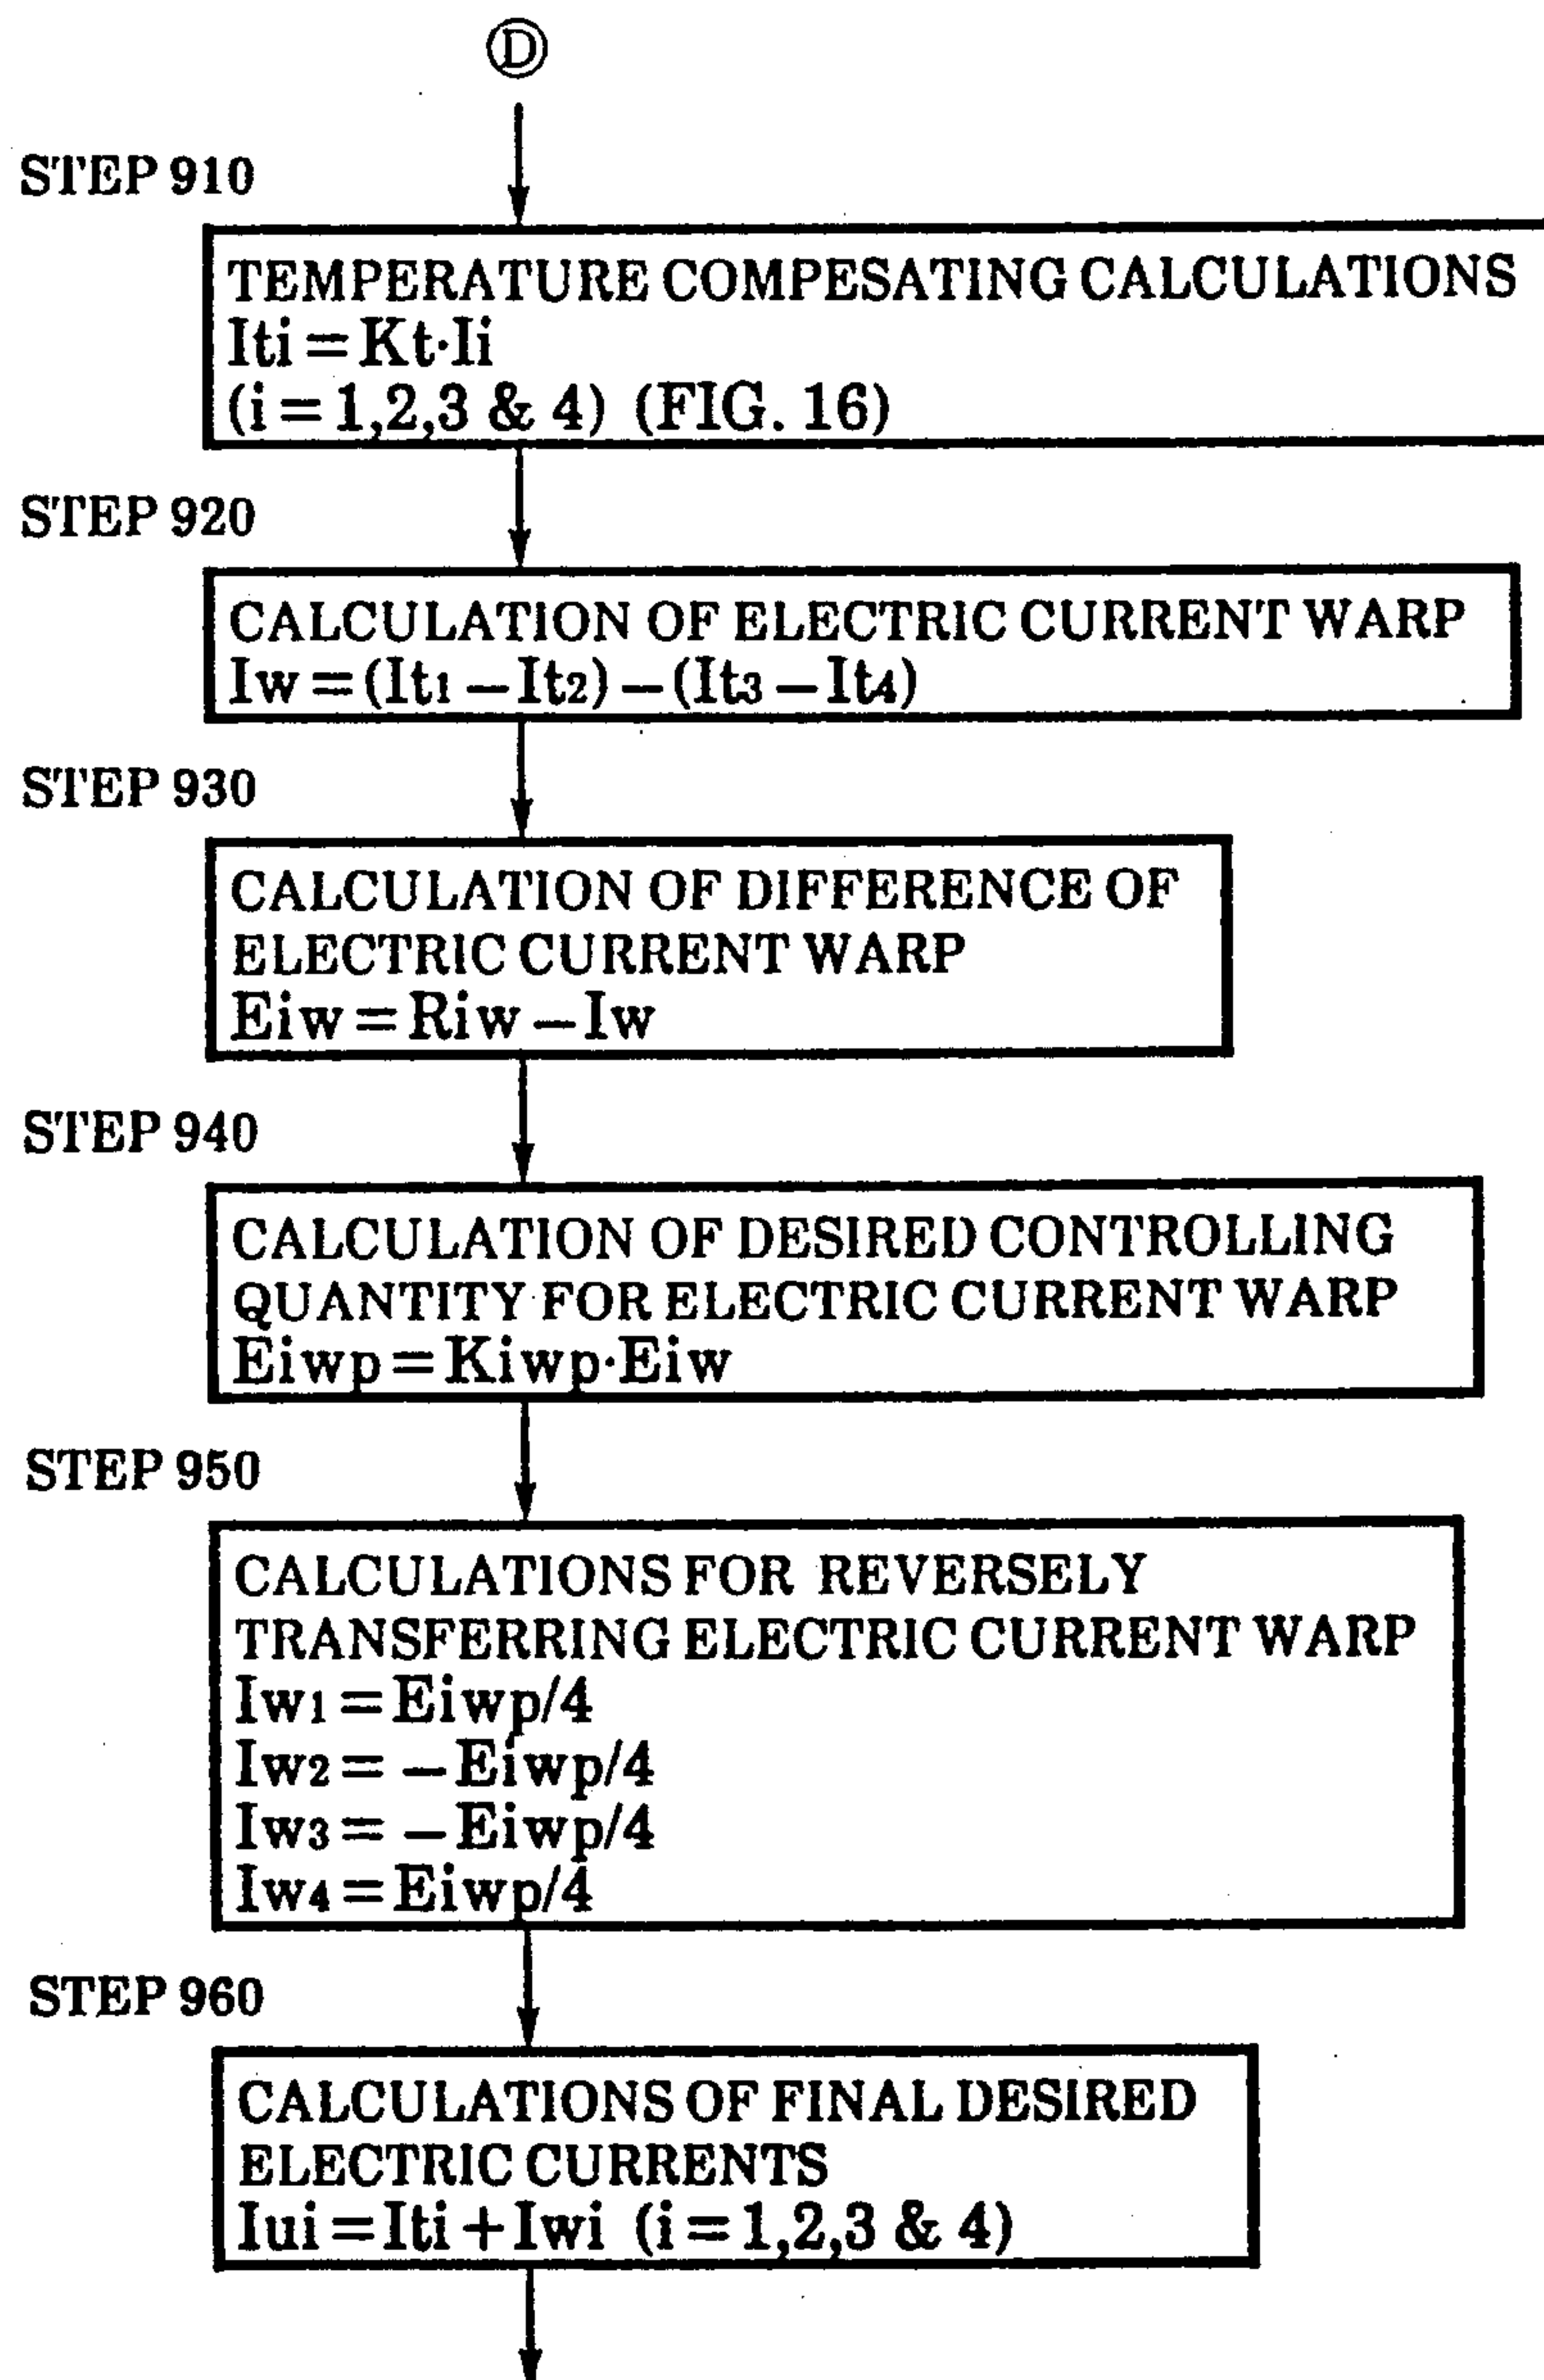 D
STEP 910
TEMPERATURE COMPESATING CALCULATIONS
Iti = Kt·Ii
(i = 1,2,3 & 4) (FIG. 16)
STEP 920
CALCULATION OF ELECTRIC CURRENT WARP
Iw = (It1 – It2) – (It3 – It4)
STEP 930
CALCULATION OF DIFFERENCE OF
ELECTRIC CURRENT WARP
Eiw = Riw – Iw
STEP 940
CALCULATION OF DESIRED CONTROLLING
QUANTITY FOR ELECTRIC CURRENT WARP
Eiwp = Kiwp·Eiw
STEP 950
CALCULATIONS FOR REVERSELY
TRANSFERRING ELECTRIC CURRENT WARP
Iw1 = Eiwp/4
Iw2 = – Eiwp/4
Iw3 = – Eiwp/4
Iw4 = Eiwp/4
STEP 960
CALCULATIONS OF FINAL DESIRED
ELECTRIC CURRENTS
Iui = Iti + Iwi (i = 1,2,3 & 4)